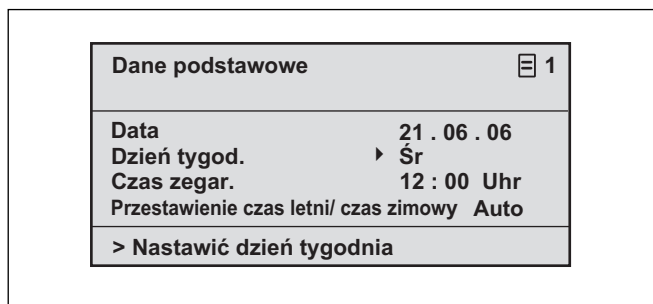 Dane podstawowe 1
Data 21 . 06 . 06
Dzień tygod. Śr
Czas zegar. 12 : 00 Uhr
Przestawienie czas letni/ czas zimowy Auto
> Nastawić dzień tygodnia